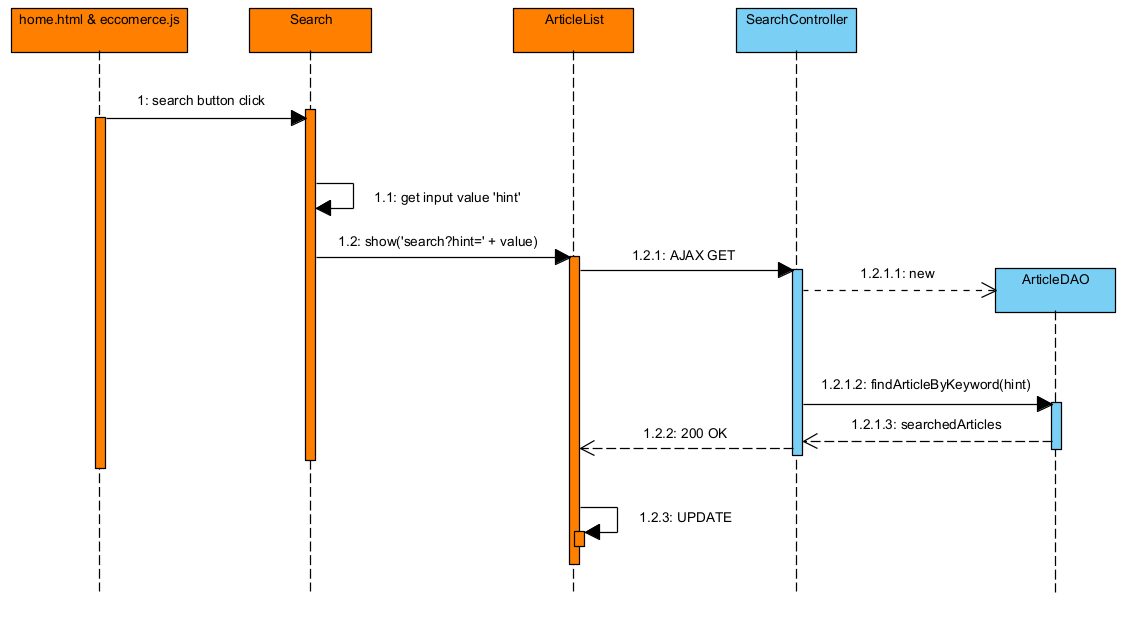 home.html & eccomerce.js
Search
ArticleList
SearchController
1: search button click
1.1: get input value 'hint'
1.2: show('search?hint=' + value)
1.2.1: AJAX GET
1.2.1.1: new
ArticleDAO
1.2.1.2: findArticleByKeyword(hint)
1.2.1.3: searchedArticles
1.2.2: 200 OK
1.2.3: UPDATE